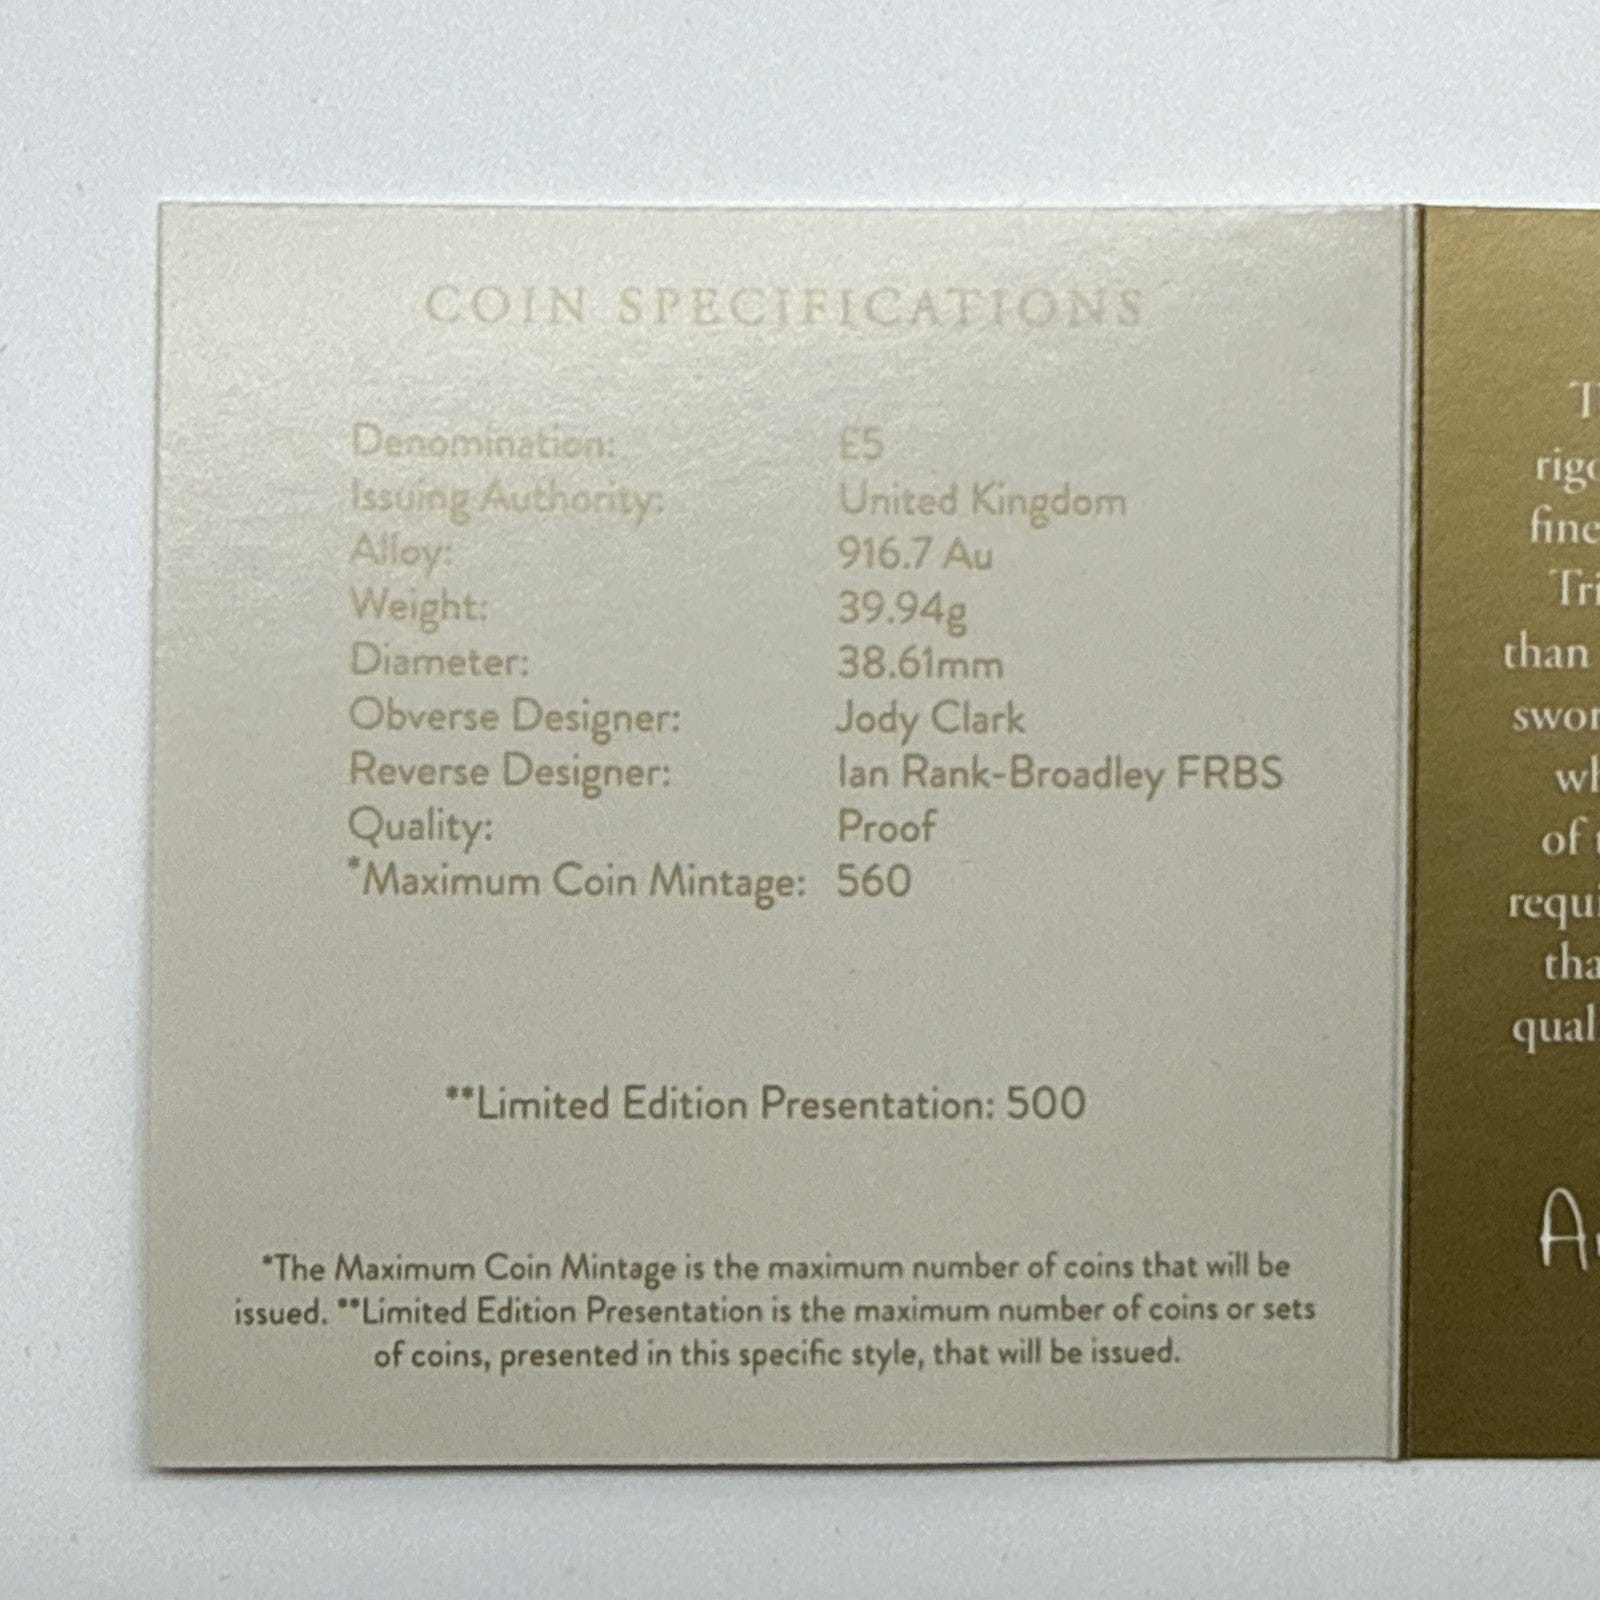 COIN SPECIFICATIONS
Denomination: £5
Issuing Authority: United Kingdom
Alloy: 916.7 Au
Weight: 39.94g
Diameter: 38.61mm
Obverse Designer: Jody Clark
Reverse Designer: Ian Rank-Broadley FRBS
Quality: Proof
*Maximum Coin Mintage: 560
**Limited Edition Presentation: 500
*The Maximum Coin Mintage is the maximum number of coins that will be
issued. **Limited Edition Presentation is the maximum number of coins or sets
of coins, presented in this specific style, that will be issued.
than
of